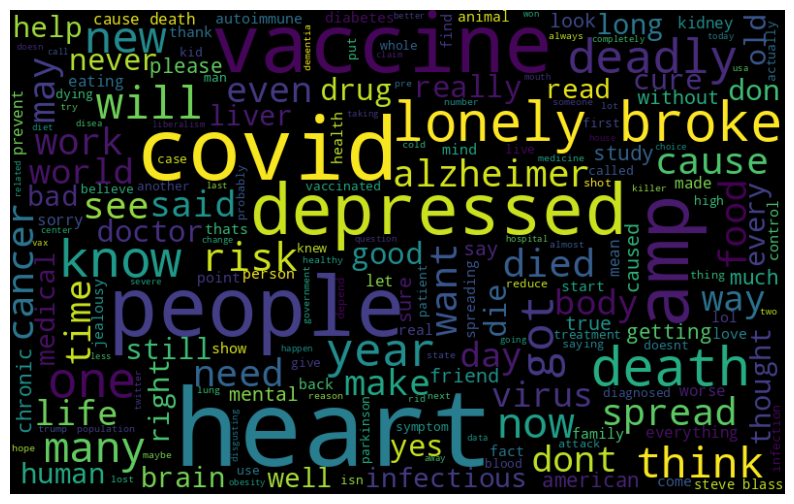 cause death
autoimmune
diabetes
better
won
animal
help
new
thank
kid
vaccine
find
always
completely
today
look
long
kidney
doesn
call
whole
deadly
old
never
please
put
dementia
claim
actually
may
eating
man
even
drug
really
read
cure
usa
prevent
dying
try
will
liver
health
pre
mouth
number
someone
lot
without
don
diet
disea
work
liberalism
covid
taking
lonely broke
first
world
case
cold
mind
live
study
house
choice
related
believe
another
last
probably
alzheimer
medicine
called
cause
bad
see
said
vaccinated
shot
killer
made
high
food
every
control
sorry
thats
depressed
amp
cancer
doctor
change
knew
question
hospital
almost
mean
center
vax
know
risk
person
healthy
good
say
want
died
caused
much
thing
medical
time
jealousy
point
severe
government
let
sure
spreading
patient
die
start
reduce
body
way
two
people
depend
got
true
lol
still
show
real
treatment
getting
love
happen
state
going
saying
doesnt
one
right
need
year
day
virus
death
thought
less
lung
give
reason
back
make
friend
diagnosed
worse
everything
chronic
twitter
mental
next
parkinson
rid
attack
family
life
many
disgusting
heart
yes
symptom
now
spread
trump
population
data
fact
dont
think
infection
hope
maybe
human
lost
brain
use
obesity
well
isn
away
blood
infectious
american
come
steve blass